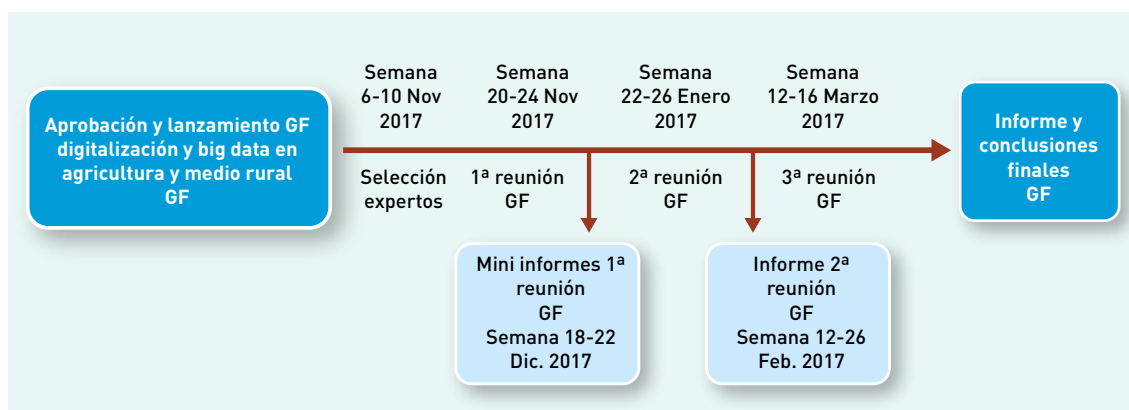 Aprobación y lanzamiento GF
digitalización y big data en
agricultura y medio rural
GF
Semana
6-10 Nov
2017
Semana
20-24 Nov
2017
Semana
22-26 Enero
2017
Semana
12-16 Marzo
2017
Selección
expertos
1ª reunión
GF
2ª reunión
GF
3ª reunión
GF
Informe y
conclusiones
finales
GF
Mini informes 1ª
reunión
GF
Semana 18-22
Dic. 2017
Informe 2ª
reunión
GF
Semana 12-26
Feb. 2017